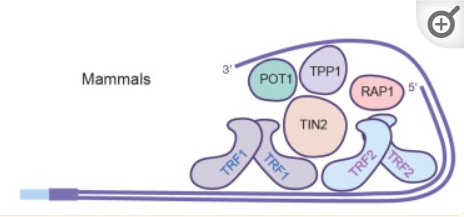 Mammals
3'
POT1
TPP1
RAP1
5'
TIN2
TRF1
TRF1
TRF2
TRF2